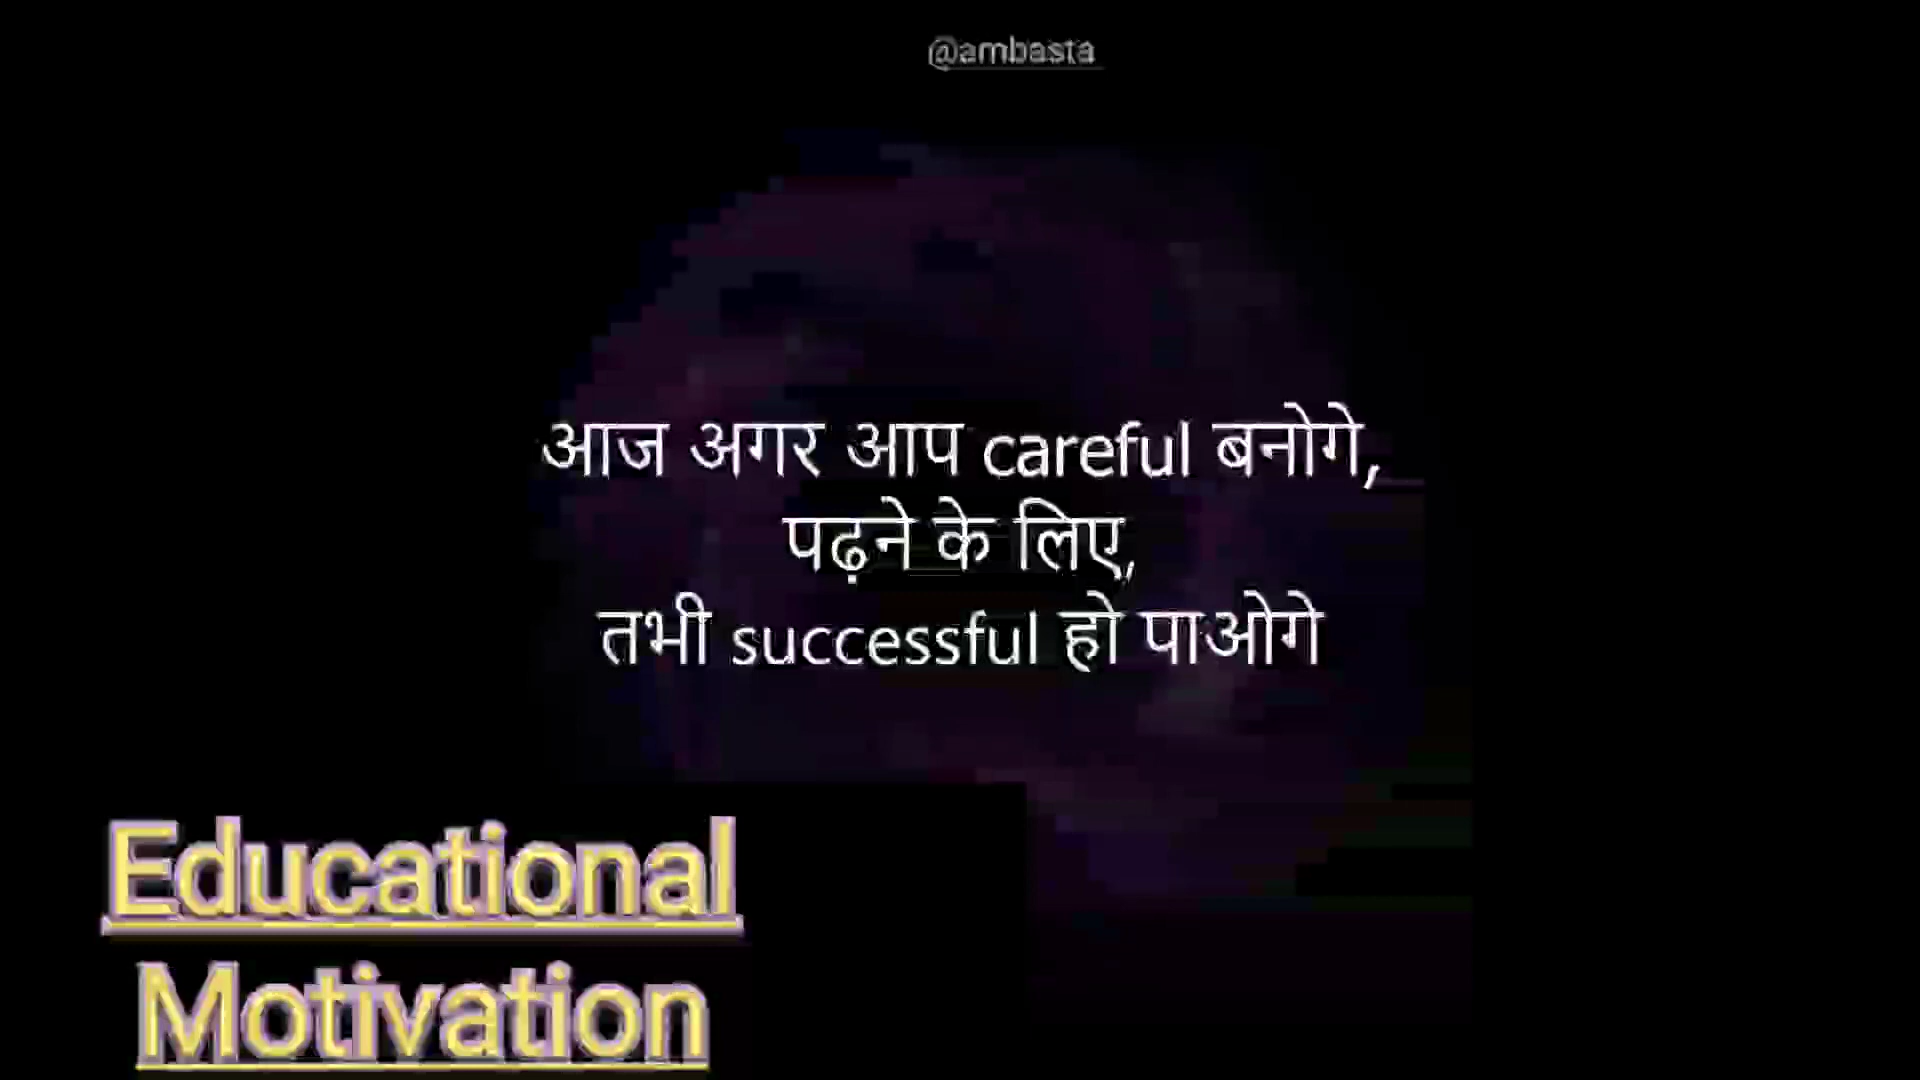 @ambasta
आज अगर आप careful बनोगे,
पढ़ने के लिए,
तभी successful हो पाओगे
Educational
Motivation